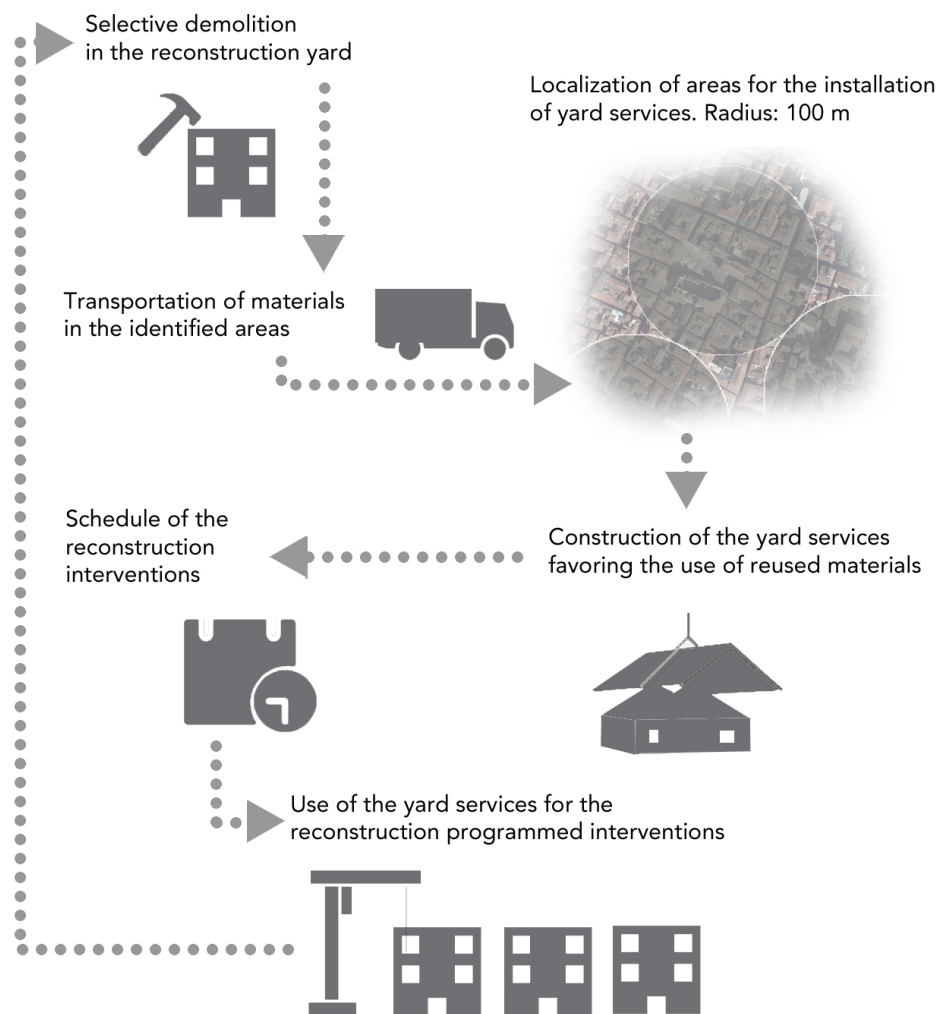 Selective demolition
in the reconstruction yard
Localization of areas for the installation
of yard services. Radius: 100 m
Transportation of materials
in the identified areas
Schedule of the
reconstruction
interventions
Construction of the yard services
favoring the use of reused materials
Use of the yard services for the
reconstruction programmed interventions